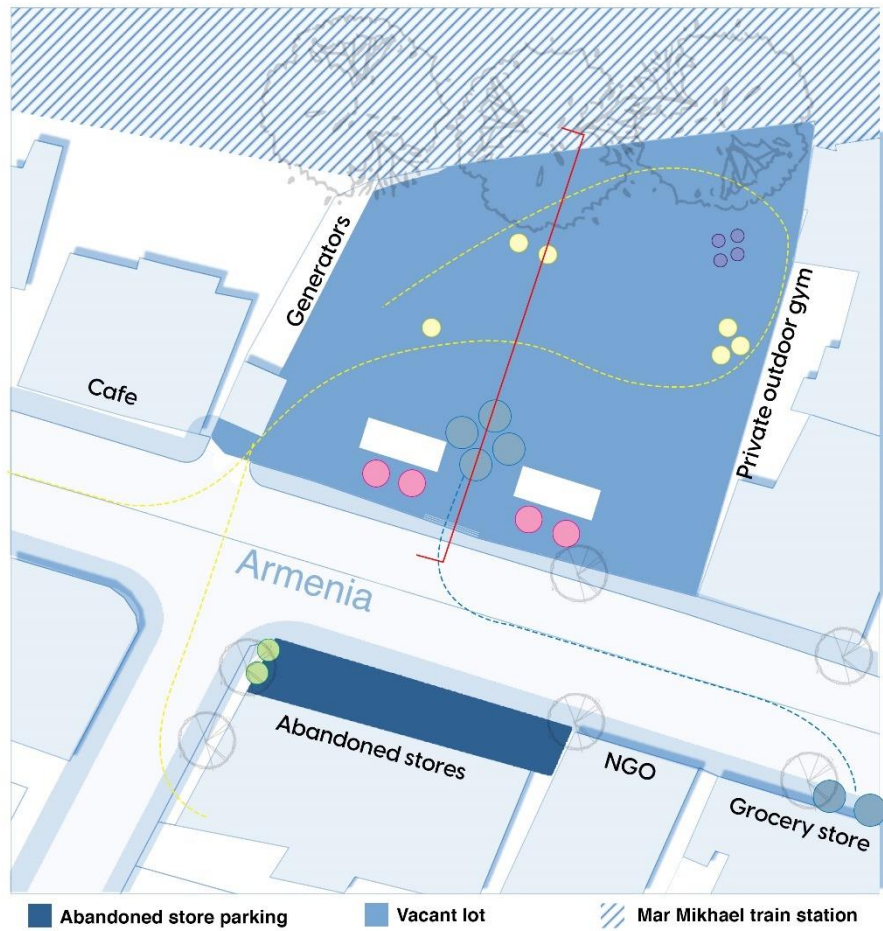 Generators
Cafe
Private outdoor gym
Armenia
Abandoned stores
NGO
Grocery store
Abandoned store parking
Vacant lot
Mar Mikhael train station